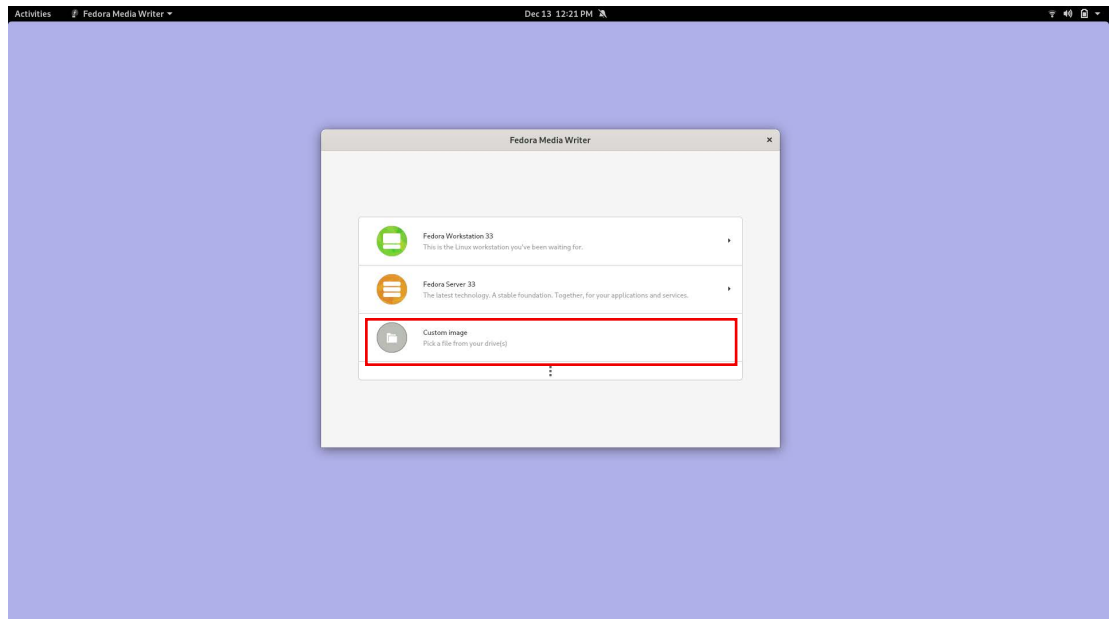 Activities Fedora Media Writer Dec 13 12:21 PM
Fedora Media Writer
Fedora Workstation 33
This is the Linux workstation you've been waiting for.
Fedora Server 33
The latest technology. A stable foundation. Together, for your applications and services.
Custom image
Pick a file from your drive(s)